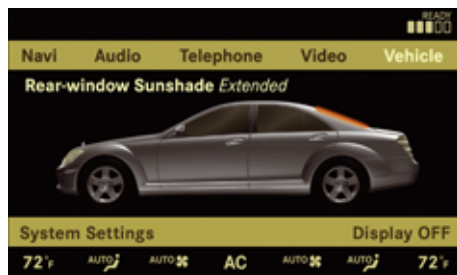 READY
Navi Audio Telephone Video Vehicle
Rear-window Sunshade Extended
System Settings Display OFF
72°F AUTO AUTO AC AUTO AUTO 72°F